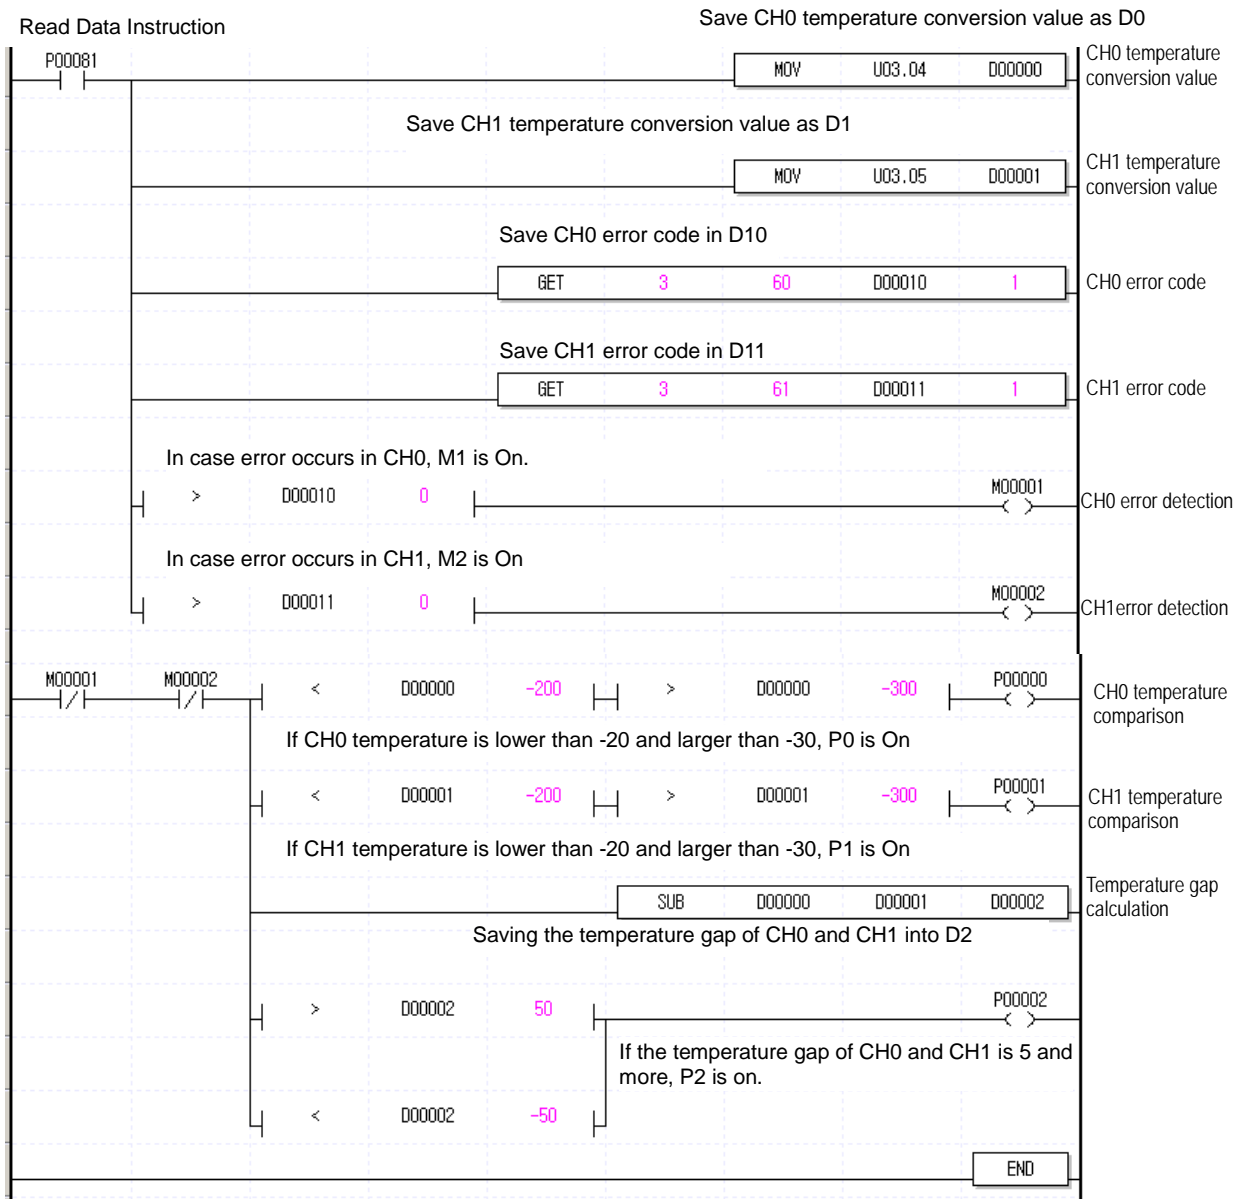 Read Data Instruction
Save CH0 temperature conversion value as D0
P00081
MOV U03.04 D00000
CH0 temperature
conversion value
Save CH1 temperature conversion value as D1
MOV U03.05 D00001
CH1 temperature
conversion value
Save CH0 error code in D10
GET 3 60 D00010 1
CH0 error code
Save CH1 error code in D11
GET 3 61 D00011 1
CH1 error code
In case error occurs in CH0, M1 is On.
> D00010 0
M00001
CH0 error detection
In case error occurs in CH1, M2 is On
> D00011 0
M00002
CH1error detection
M00001 M00002
< D00000 -200 > D00000 -300
P00000
CH0 temperature
comparison
If CH0 temperature is lower than -20 and larger than -30, P0 is On
< D00001 -200 > D00001 -300
P00001
CH1 temperature
comparison
If CH1 temperature is lower than -20 and larger than -30, P1 is On
SUB D00000 D00001 D00002
Temperature gap
calculation
Saving the temperature gap of CH0 and CH1 into D2
> D00002 50
P00002
If the temperature gap of CH0 and CH1 is 5 and
more, P2 is on.
< D00002 -50
END